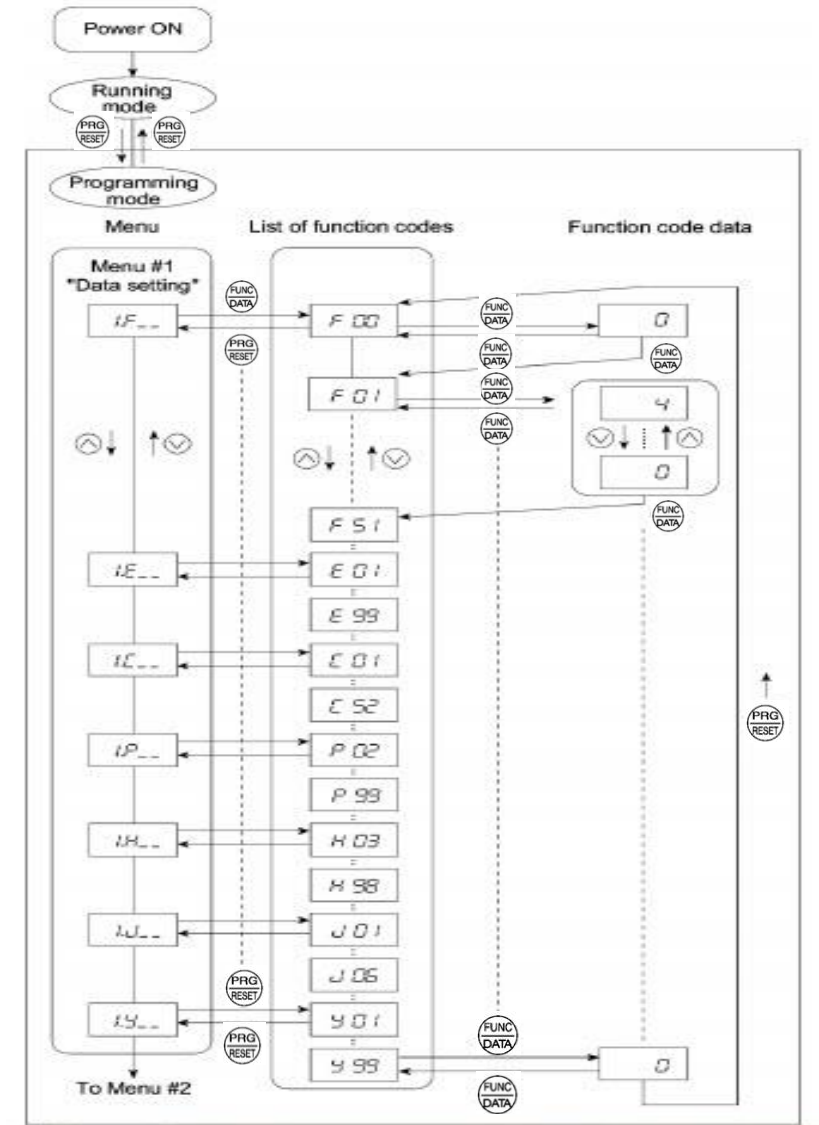 Power ON
Running
mode
PRG
RESET
PRG
RESET
Programming
mode
Menu
List of function codes
Function code data
Menu #1
"Data setting"
FUNC
DATA
1.F__
F 00
FUNC
DATA
0
PRG
RESET
FUNC
DATA
FUNC
DATA
F 01
FUNC
DATA
4
FUNC
DATA
0
F 51
FUNC
DATA
1.E__
E 01
E 99
1.C__
C 01
C 52
PRG
RESET
1.P__
P 02
P 99
1.H__
H 03
H 98
1.J__
J 01
J 06
PRG
RESET
1.y__
y 01
FUNC
DATA
PRG
RESET
y 99
0
To Menu #2
FUNC
DATA